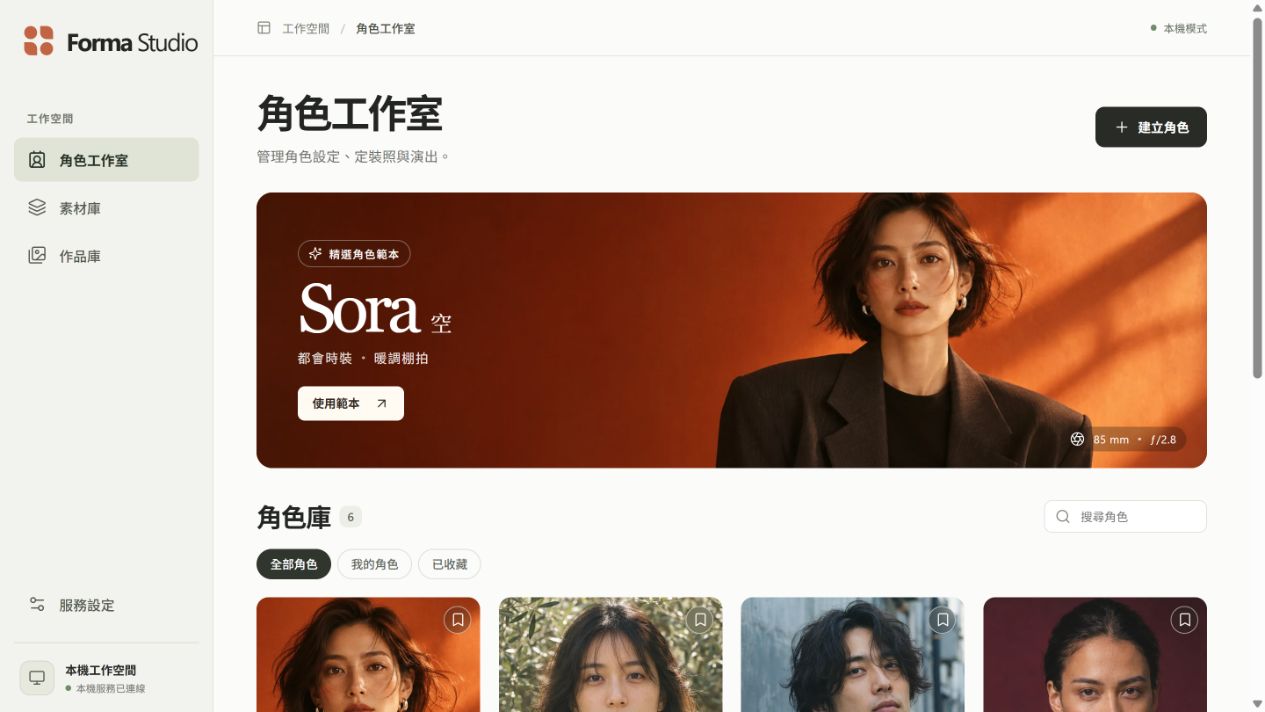 Forma Studio
工作空間
角色工作室
素材庫
作品庫
服務設定
本機工作空間
本機服務已連線
工作空間 / 角色工作室
本機模式
角色工作室
管理角色設定、定裝照與演出。
建立角色
精選角色範本
Sora 空
都會時裝・暖調棚拍
使用範本
85 mm・ƒ/2.8
角色庫 6
搜尋角色
全部角色 我的角色 已收藏